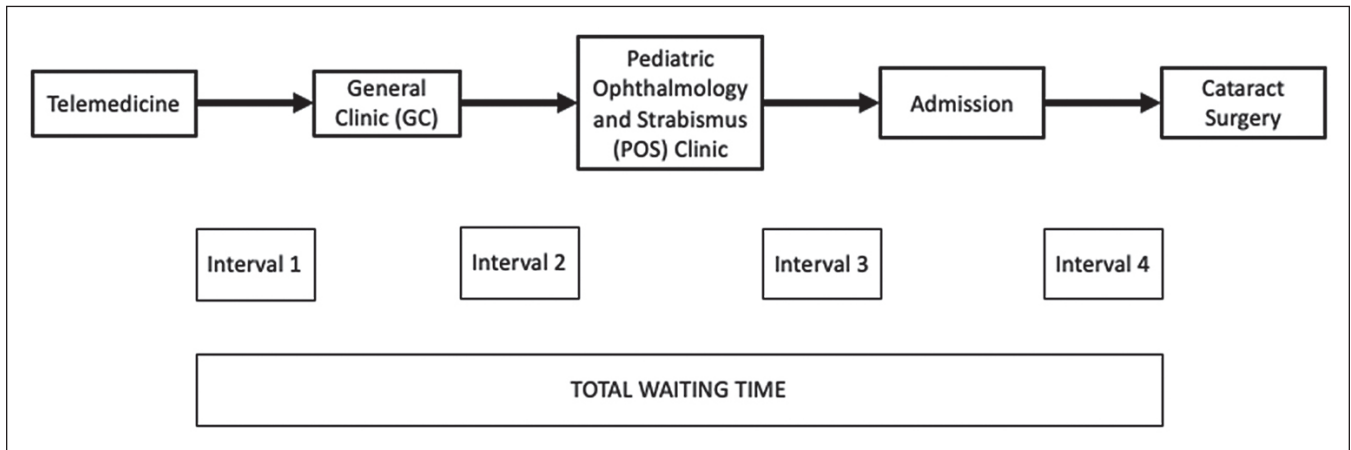 Telemedicine
General
Clinic (GC)
Pediatric
Ophthalmology
and Strabismus
(POS) Clinic
Admission
Cataract
Surgery
Interval 1
Interval 2
Interval 3
Interval 4
TOTAL WAITING TIME